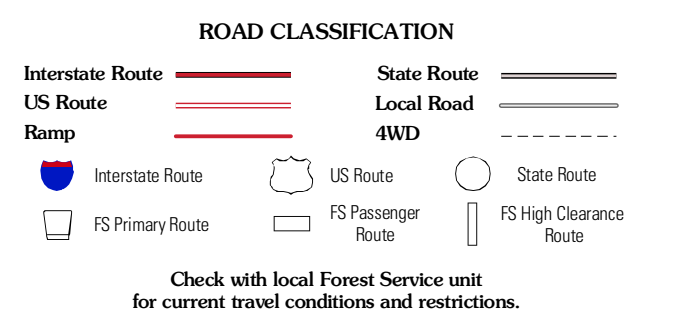 ROAD CLASSIFICATION
Interstate Route
State Route
US Route
Local Road
Ramp
4WD
Interstate Route
US Route
State Route
FS Primary Route
FS Passenger
Route
FS High Clearance
Route
Check with local Forest Service unit
for current travel conditions and restrictions.